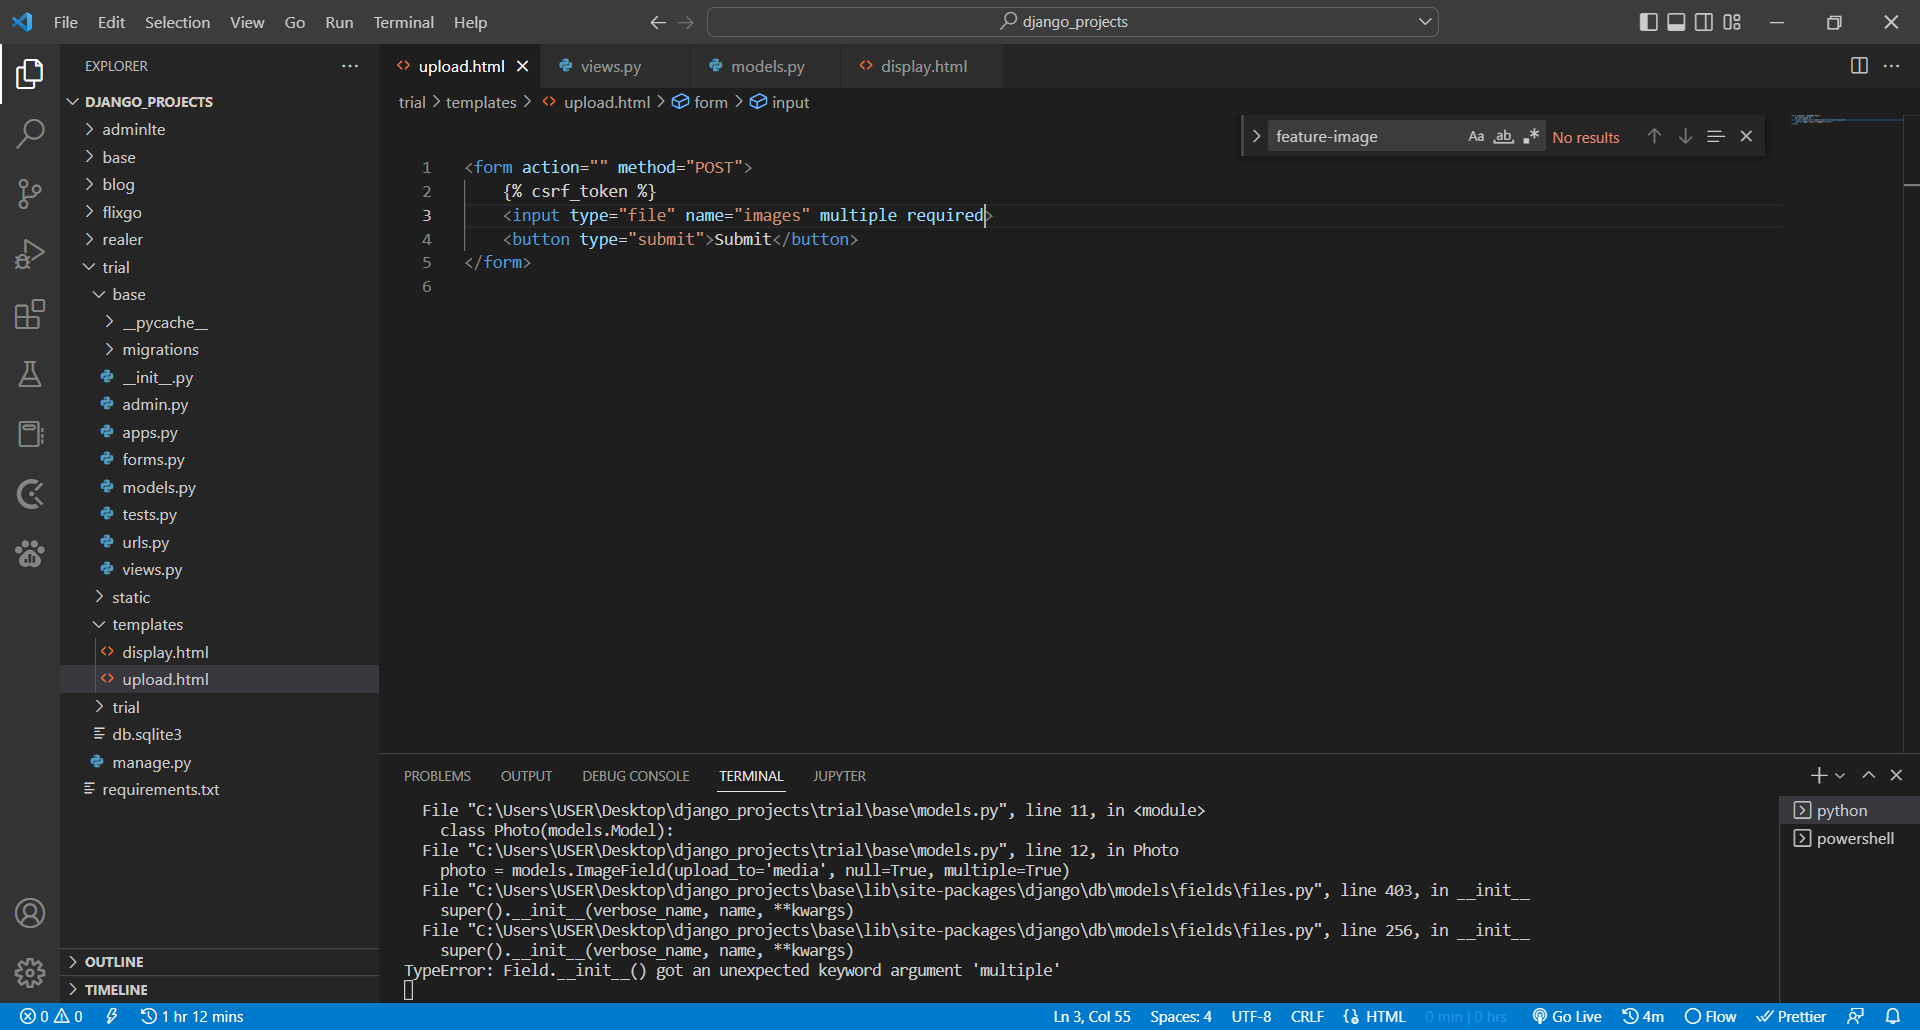 File Edit Selection View Go Run Terminal Help
django_projects
EXPLORER
DJANGO_PROJECTS
adminlte
base
blog
flixgo
realer
trial
base
__pycache__
migrations
__init__.py
admin.py
apps.py
forms.py
models.py
tests.py
urls.py
views.py
static
templates
display.html
upload.html
trial
db.sqlite3
manage.py
requirements.txt
OUTLINE
TIMELINE
upload.html views.py models.py display.html
trial > templates > upload.html > form > input
feature-image Aa ab .* No results
1 <form action="" method="POST">
2 {% csrf_token %}
3 <input type="file" name="images" multiple required>
4 <button type="submit">Submit</button>
5 </form>
6
PROBLEMS OUTPUT DEBUG CONSOLE TERMINAL JUPYTER
File "C:\Users\USER\Desktop\django_projects\trial\base\models.py", line 11, in <module>
class Photo(models.Model):
File "C:\Users\USER\Desktop\django_projects\trial\base\models.py", line 12, in Photo
photo = models.ImageField(upload_to='media', null=True, multiple=True)
File "C:\Users\USER\Desktop\django_projects\base\lib\site-packages\django\db\models\fields\files.py", line 403, in __init__
super().__init__(verbose_name, name, **kwargs)
File "C:\Users\USER\Desktop\django_projects\base\lib\site-packages\django\db\models\fields\files.py", line 256, in __init__
super().__init__(verbose_name, name, **kwargs)
TypeError: Field.__init__() got an unexpected keyword argument 'multiple'
python
powershell
0 0 1 hr 12 mins Ln 3, Col 55 Spaces: 4 UTF-8 CRLF HTML 0 min | 0 hrs Go Live 4m Flow Prettier